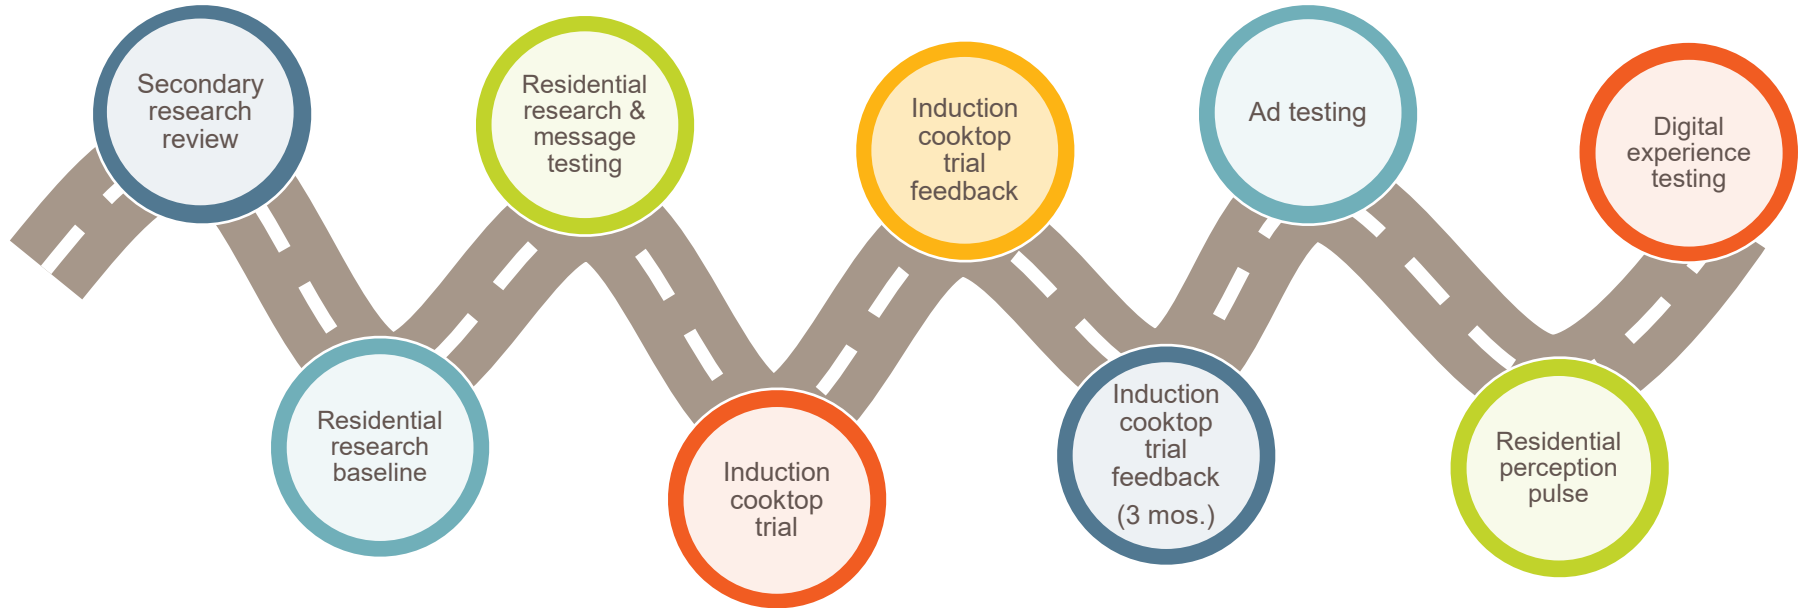 Secondary
research
review
Residential
research
baseline
Residential
research &
message
testing
Induction
cooktop
trial
Induction
cooktop
trial
feedback
Induction
cooktop
trial
feedback
(3 mos.)
Ad testing
Residential
perception
pulse
Digital
experience
testing